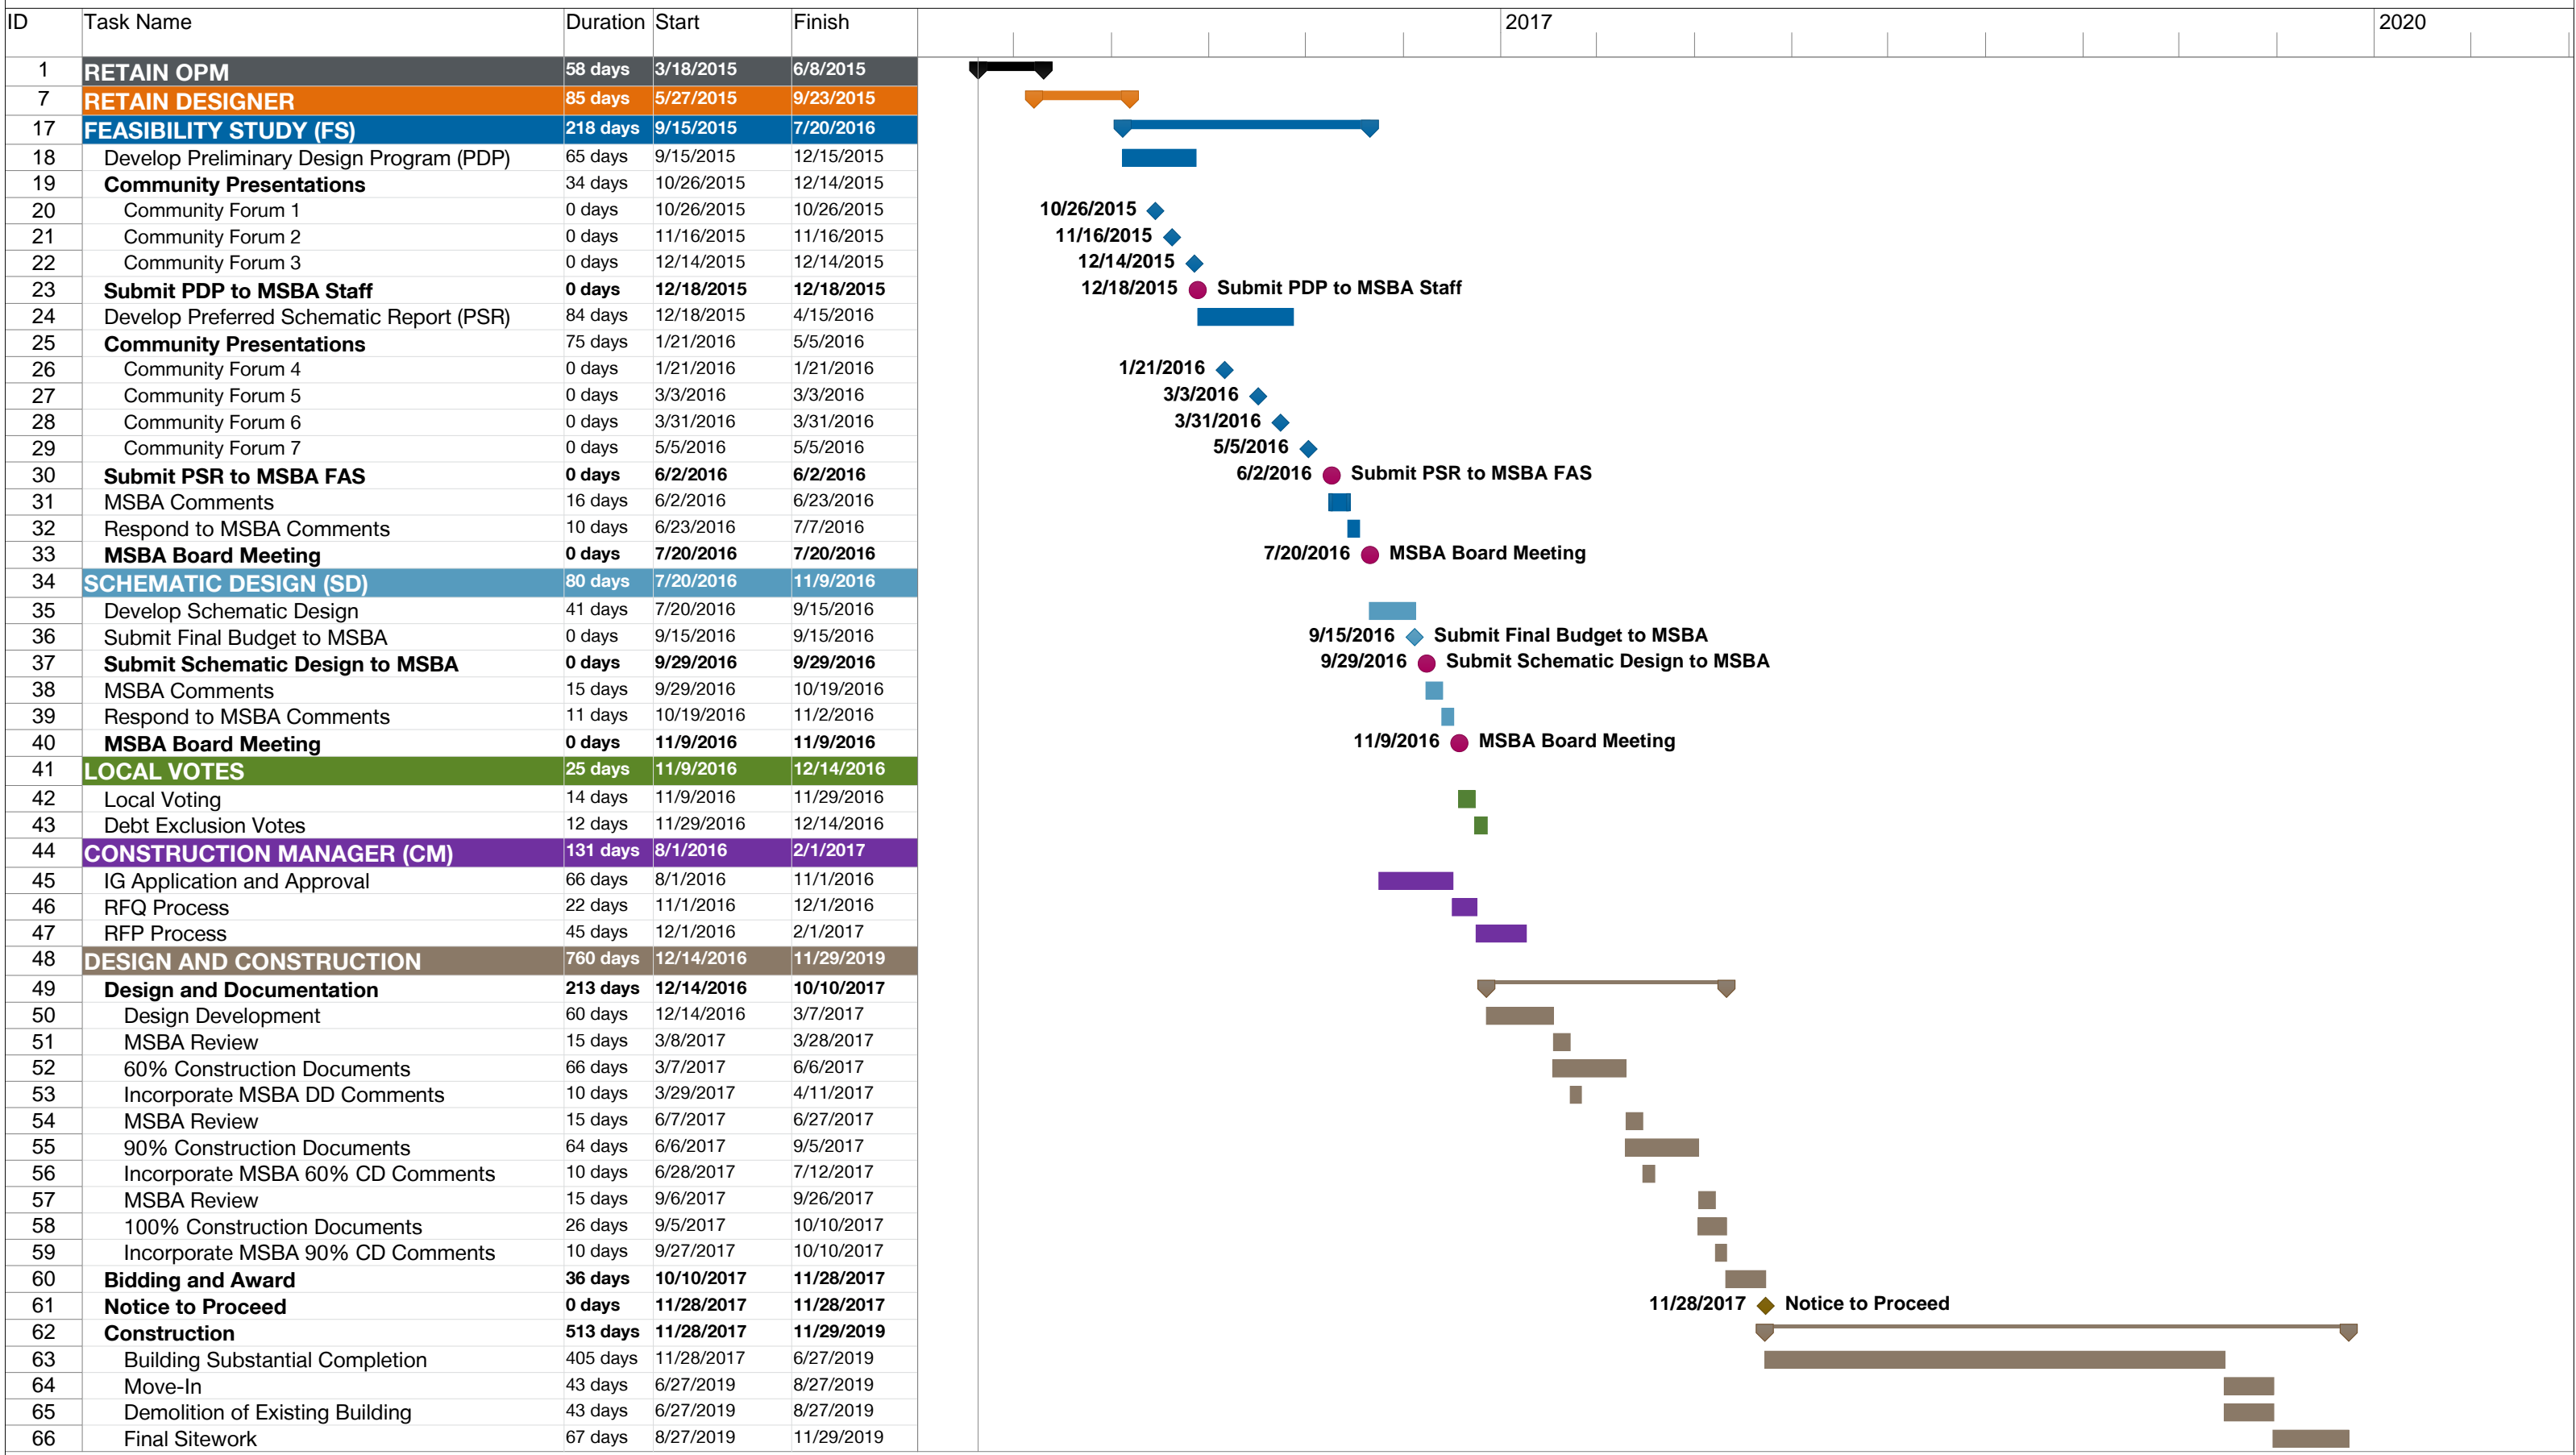 ID Task Name Duration Start Finish 2017 2020
1 RETAIN OPM 58 days 3/18/2015 6/8/2015
7 RETAIN DESIGNER 85 days 5/27/2015 9/23/2015
17 FEASIBILITY STUDY (FS) 218 days 9/15/2015 7/20/2016
18 Develop Preliminary Design Program (PDP) 65 days 9/15/2015 12/15/2015
19 Community Presentations 34 days 10/26/2015 12/14/2015
20 Community Forum 1 0 days 10/26/2015 10/26/2015 10/26/2015
21 Community Forum 2 0 days 11/16/2015 11/16/2015 11/16/2015
22 Community Forum 3 0 days 12/14/2015 12/14/2015 12/14/2015
23 Submit PDP to MSBA Staff 0 days 12/18/2015 12/18/2015 12/18/2015 Submit PDP to MSBA Staff
24 Develop Preferred Schematic Report (PSR) 84 days 12/18/2015 4/15/2016
25 Community Presentations 75 days 1/21/2016 5/5/2016
26 Community Forum 4 0 days 1/21/2016 1/21/2016 1/21/2016
27 Community Forum 5 0 days 3/3/2016 3/3/2016 3/3/2016
28 Community Forum 6 0 days 3/31/2016 3/31/2016 3/31/2016
29 Community Forum 7 0 days 5/5/2016 5/5/2016 5/5/2016
30 Submit PSR to MSBA FAS 0 days 6/2/2016 6/2/2016 6/2/2016 Submit PSR to MSBA FAS
31 MSBA Comments 16 days 6/2/2016 6/23/2016
32 Respond to MSBA Comments 10 days 6/23/2016 7/7/2016
33 MSBA Board Meeting 0 days 7/20/2016 7/20/2016 7/20/2016 MSBA Board Meeting
34 SCHEMATIC DESIGN (SD) 80 days 7/20/2016 11/9/2016
35 Develop Schematic Design 41 days 7/20/2016 9/15/2016
36 Submit Final Budget to MSBA 0 days 9/15/2016 9/15/2016 9/15/2016 Submit Final Budget to MSBA
37 Submit Schematic Design to MSBA 0 days 9/29/2016 9/29/2016 9/29/2016 Submit Schematic Design to MSBA
38 MSBA Comments 15 days 9/29/2016 10/19/2016
39 Respond to MSBA Comments 11 days 10/19/2016 11/2/2016
40 MSBA Board Meeting 0 days 11/9/2016 11/9/2016 11/9/2016 MSBA Board Meeting
41 LOCAL VOTES 25 days 11/9/2016 12/14/2016
42 Local Voting 14 days 11/9/2016 11/29/2016
43 Debt Exclusion Votes 12 days 11/29/2016 12/14/2016
44 CONSTRUCTION MANAGER (CM) 131 days 8/1/2016 2/1/2017
45 IG Application and Approval 66 days 8/1/2016 11/1/2016
46 RFQ Process 22 days 11/1/2016 12/1/2016
47 RFP Process 45 days 12/1/2016 2/1/2017
48 DESIGN AND CONSTRUCTION 760 days 12/14/2016 11/29/2019
49 Design and Documentation 213 days 12/14/2016 10/10/2017
50 Design Development 60 days 12/14/2016 3/7/2017
51 MSBA Review 15 days 3/8/2017 3/28/2017
52 60% Construction Documents 66 days 3/7/2017 6/6/2017
53 Incorporate MSBA DD Comments 10 days 3/29/2017 4/11/2017
54 MSBA Review 15 days 6/7/2017 6/27/2017
55 90% Construction Documents 64 days 6/6/2017 9/5/2017
56 Incorporate MSBA 60% CD Comments 10 days 6/28/2017 7/12/2017
57 MSBA Review 15 days 9/6/2017 9/26/2017
58 100% Construction Documents 26 days 9/5/2017 10/10/2017
59 Incorporate MSBA 90% CD Comments 10 days 9/27/2017 10/10/2017
60 Bidding and Award 36 days 10/10/2017 11/28/2017
61 Notice to Proceed 0 days 11/28/2017 11/28/2017 11/28/2017 Notice to Proceed
62 Construction 513 days 11/28/2017 11/29/2019
63 Building Substantial Completion 405 days 11/28/2017 6/27/2019
64 Move-In 43 days 6/27/2019 8/27/2019
65 Demolition of Existing Building 43 days 6/27/2019 8/27/2019
66 Final Sitework 67 days 8/27/2019 11/29/2019